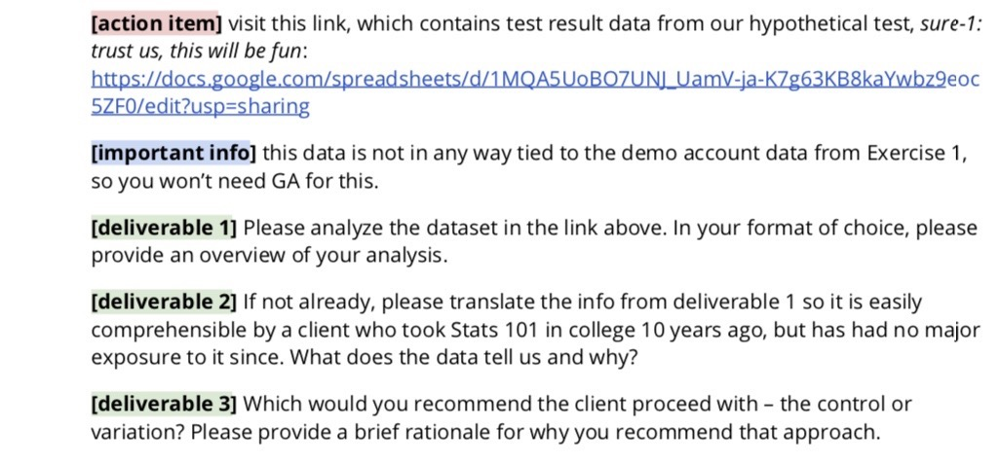 [action item] visit this link, which contains test result data from our hypothetical test, sure-1:
trust us, this will be fun:
https://docs.google.com/spreadsheets/d/1MQA5UoBO7UNJ_UamV-ja-K7g63KB8kaYwbz9eoc
5ZF0/edit?usp=sharing
[important info] this data is not in any way tied to the demo account data from Exercise 1,
so you won’t need GA for this.
[deliverable 1] Please analyze the dataset in the link above. In your format of choice, please
provide an overview of your analysis.
[deliverable 2] If not already, please translate the info from deliverable 1 so it is easily
comprehensible by a client who took Stats 101 in college 10 years ago, but has had no major
exposure to it since. What does the data tell us and why?
[deliverable 3] Which would you recommend the client proceed with – the control or
variation? Please provide a brief rationale for why you recommend that approach.